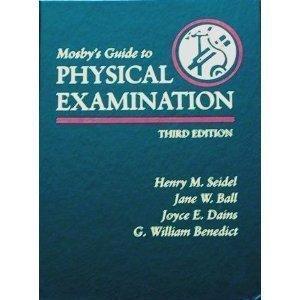 Mosby's Guide to
PHYSICAL
EXAMINATION
THIRD EDITION
Henry M. Seidel
Jane W. Ball
Joyce E. Dains
G. William Benedict